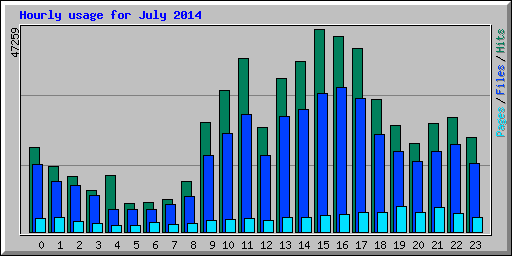 Hourly usage for July 2014
47259
Pages / Files / Hits
0 1 2 3 4 5 6 7 8 9 10 11 12 13 14 15 16 17 18 19 20 21 22 23